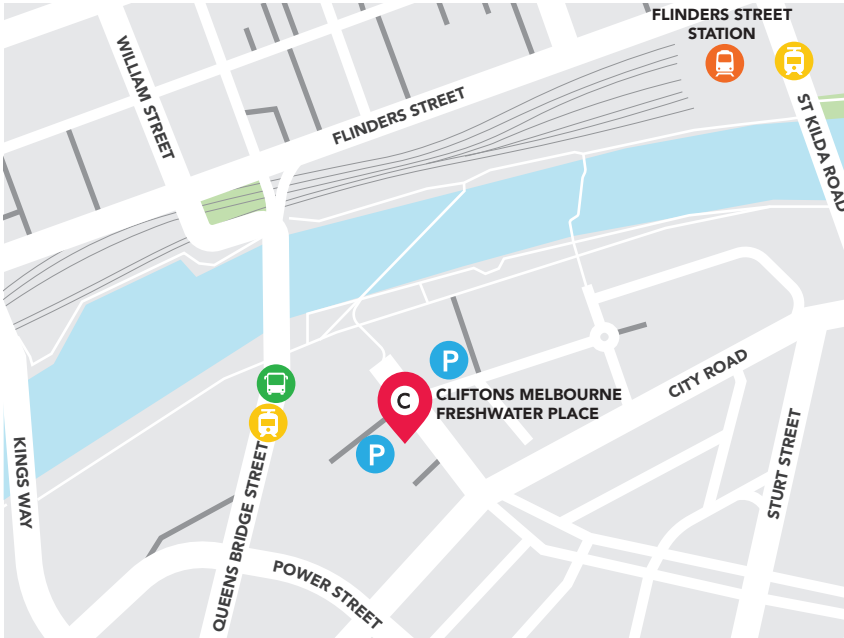 FLINDERS STREET
STATION
WILLIAM STREET
FLINDERS STREET
ST KILDA ROAD
P
C
CLIFTONS MELBOURNE
FRESHWATER PLACE
CITY ROAD
P
KINGS WAY
QUEENS BRIDGE STREET
STURT STREET
POWER STREET